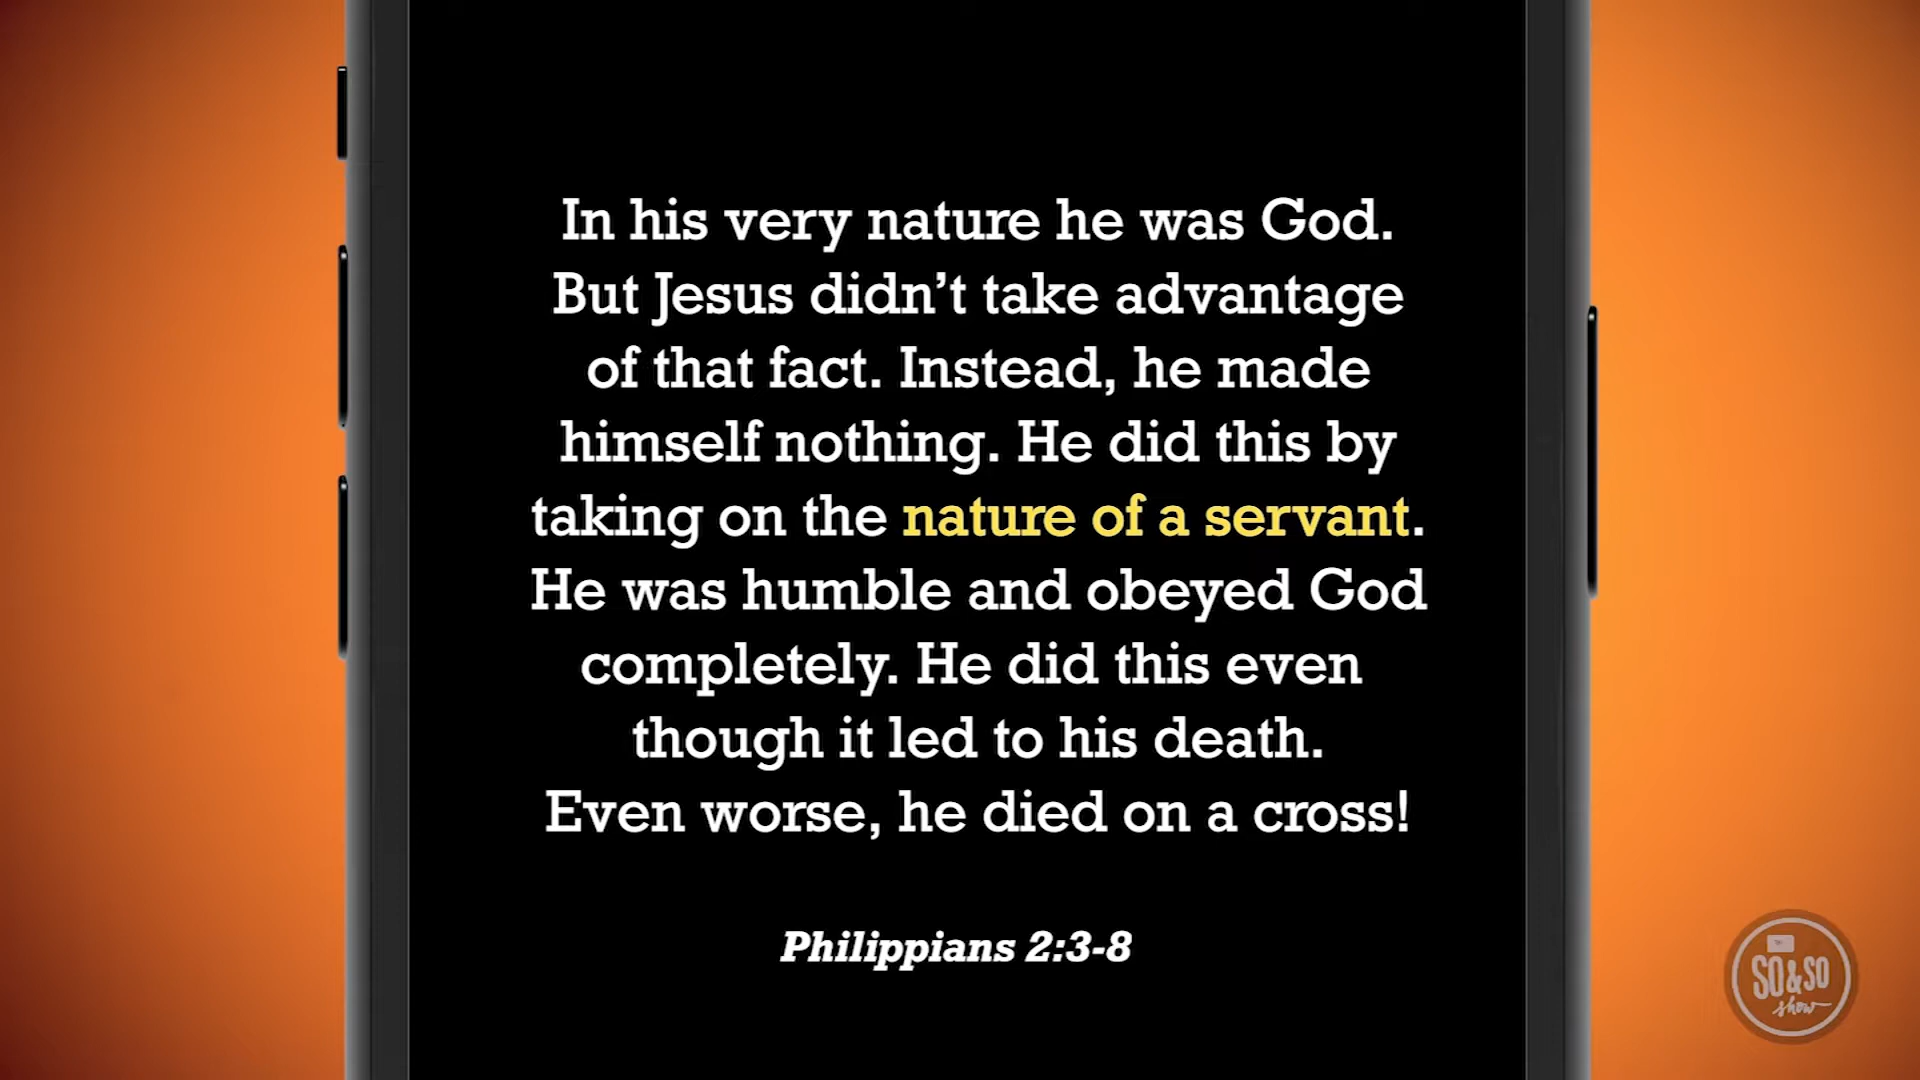 In his very nature he was God.
But Jesus didn’t take advantage
of that fact. Instead, he made
himself nothing. He did this by
taking on the nature of a servant.
He was humble and obeyed God
completely. He did this even
though it led to his death.
Even worse, he died on a cross!
Philippians 2:3-8
SO & SO
show